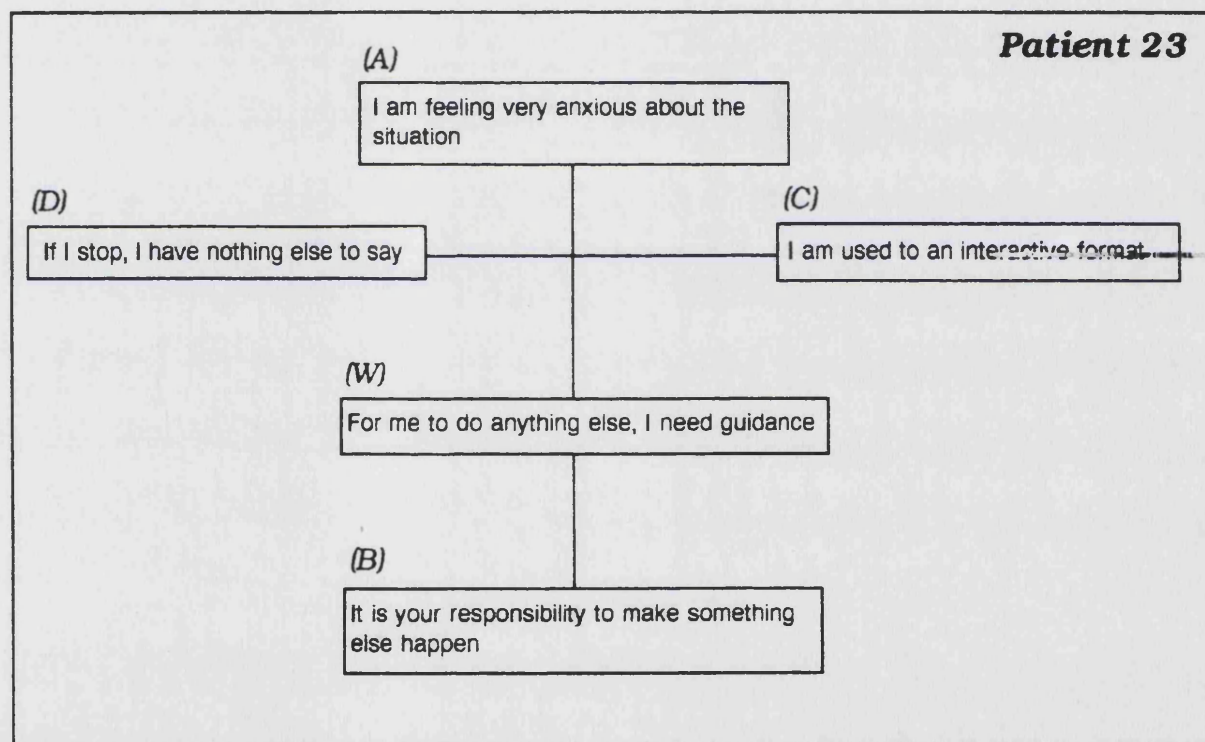 Patient 23
(A)
I am feeling very anxious about the
situation
(D)
If I stop, I have nothing else to say
(C)
I am used to an interactive format
(W)
For me to do anything else, I need guidance
(B)
It is your responsibility to make something
else happen